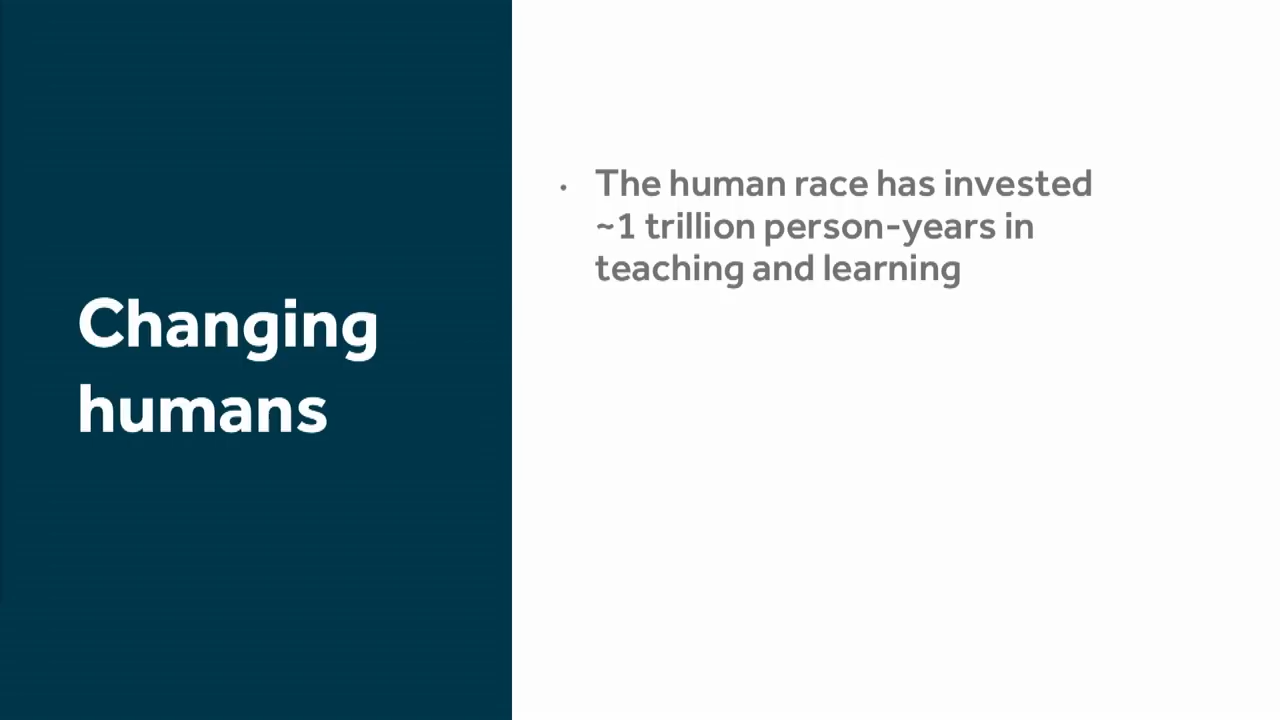 Changing
humans
• The human race has invested
~1 trillion person-years in
teaching and learning